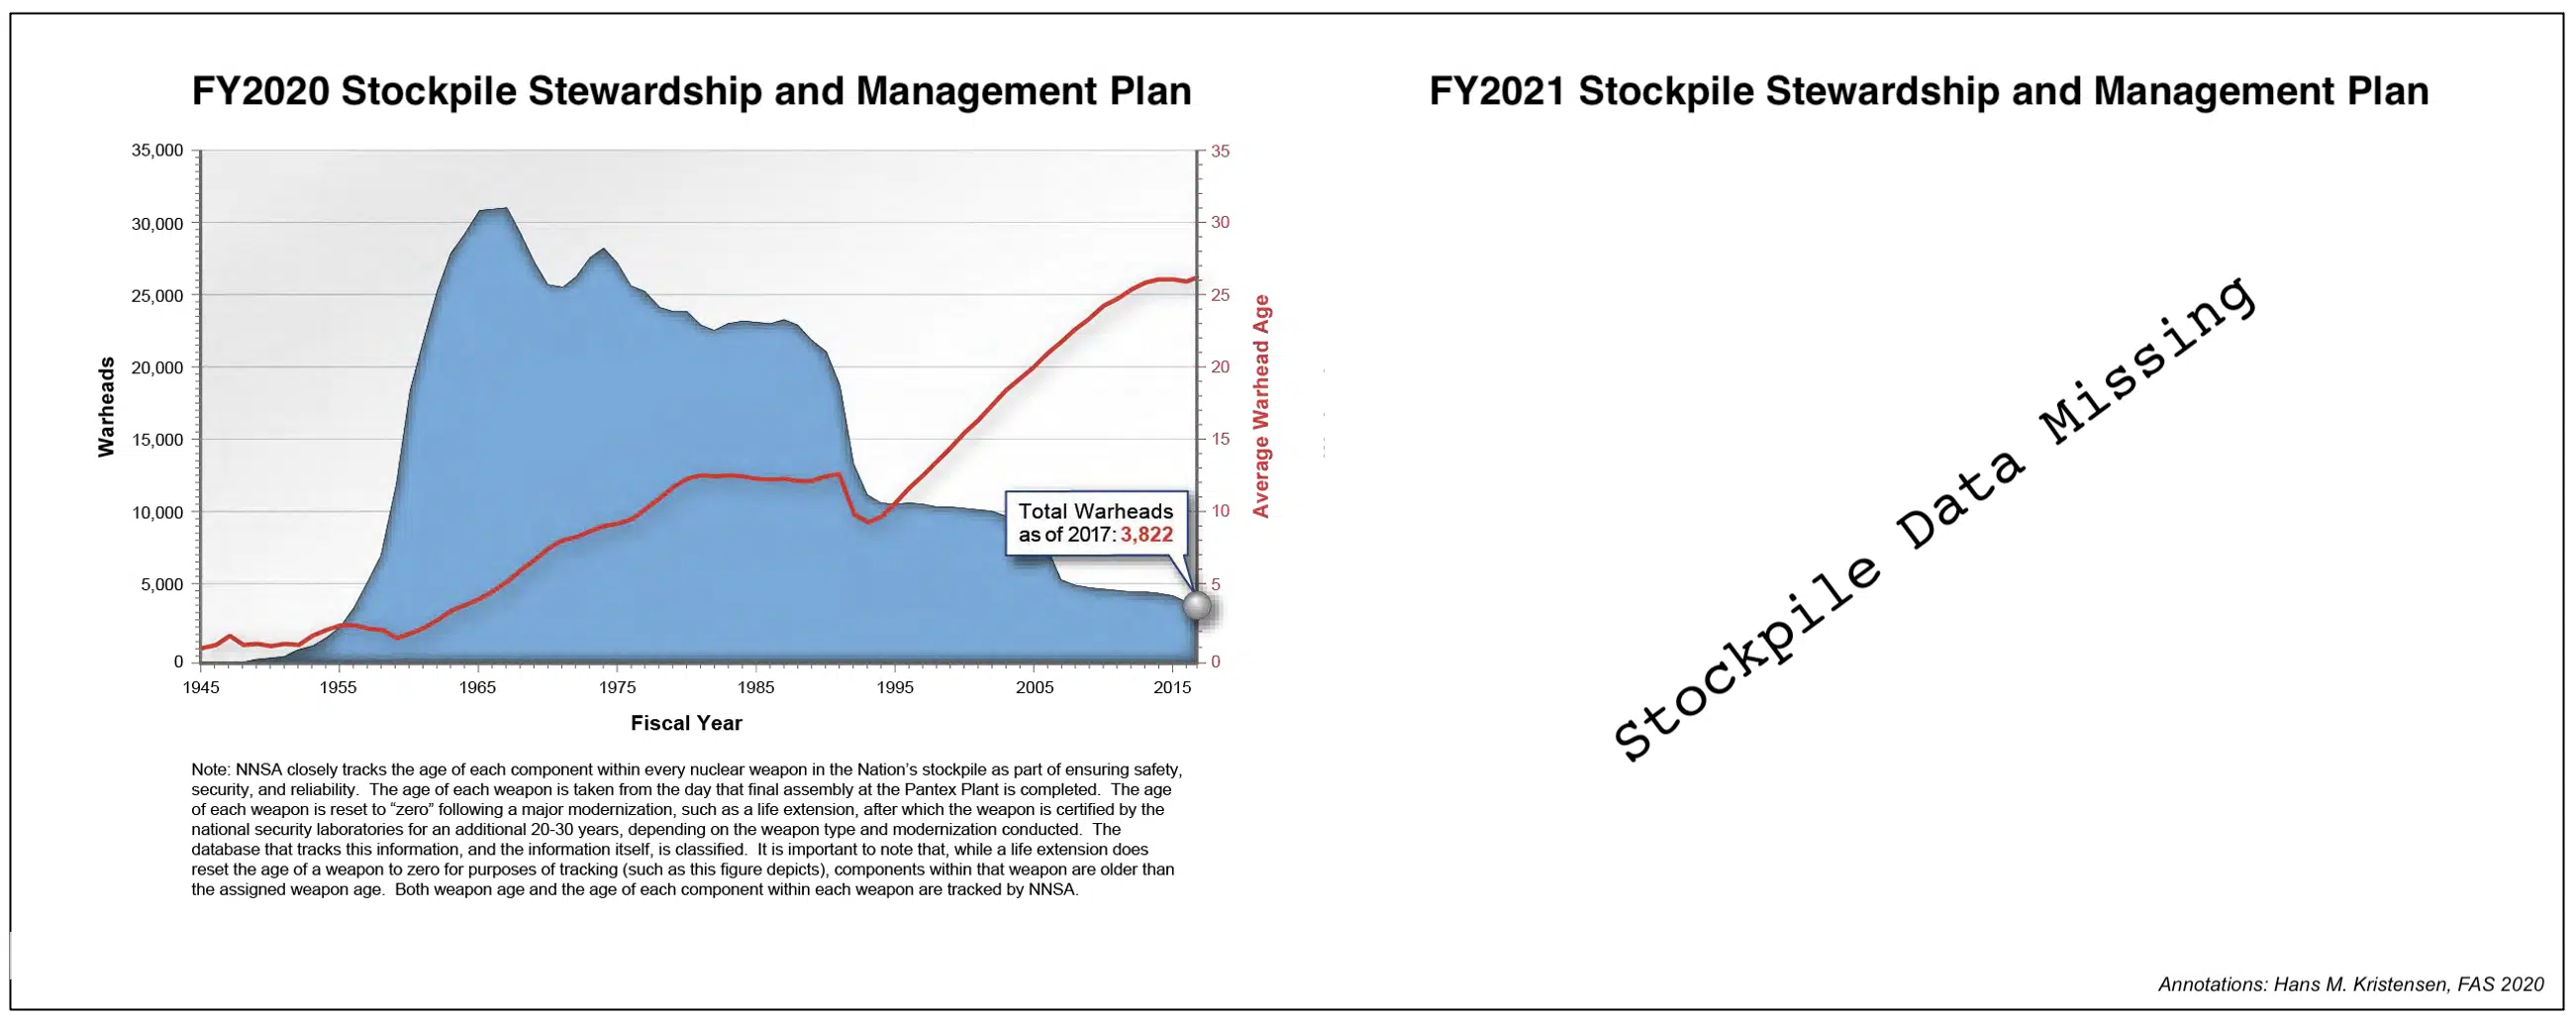 FY2020 Stockpile Stewardship and Management Plan
35,000
30,000
25,000
20,000
15,000
10,000
5,000
0
Warheads
35
30
25
20
15
10
5
0
Average Warhead Age
Total Warheads
as of 2017: 3,822
1945
1955
1965
1975
1985
1995
2005
2015
Fiscal Year
Note: NNSA closely tracks the age of each component within every nuclear weapon in the Nation's stockpile as part of ensuring safety,
security, and reliability.  The age of each weapon is taken from the day that final assembly at the Pantex Plant is completed.  The age
of each weapon is reset to “zero” following a major modernization, such as a life extension, after which the weapon is certified by the
national security laboratories for an additional 20-30 years, depending on the weapon type and modernization conducted.  The
database that tracks this information, and the information itself, is classified.  It is important to note that, while a life extension does
reset the age of a weapon to zero for purposes of tracking (such as this figure depicts), components within that weapon are older than
the assigned weapon age.  Both weapon age and the age of each component within each weapon are tracked by NNSA.
FY2021 Stockpile Stewardship and Management Plan
Stockpile Data Missing
Annotations: Hans M. Kristensen, FAS 2020